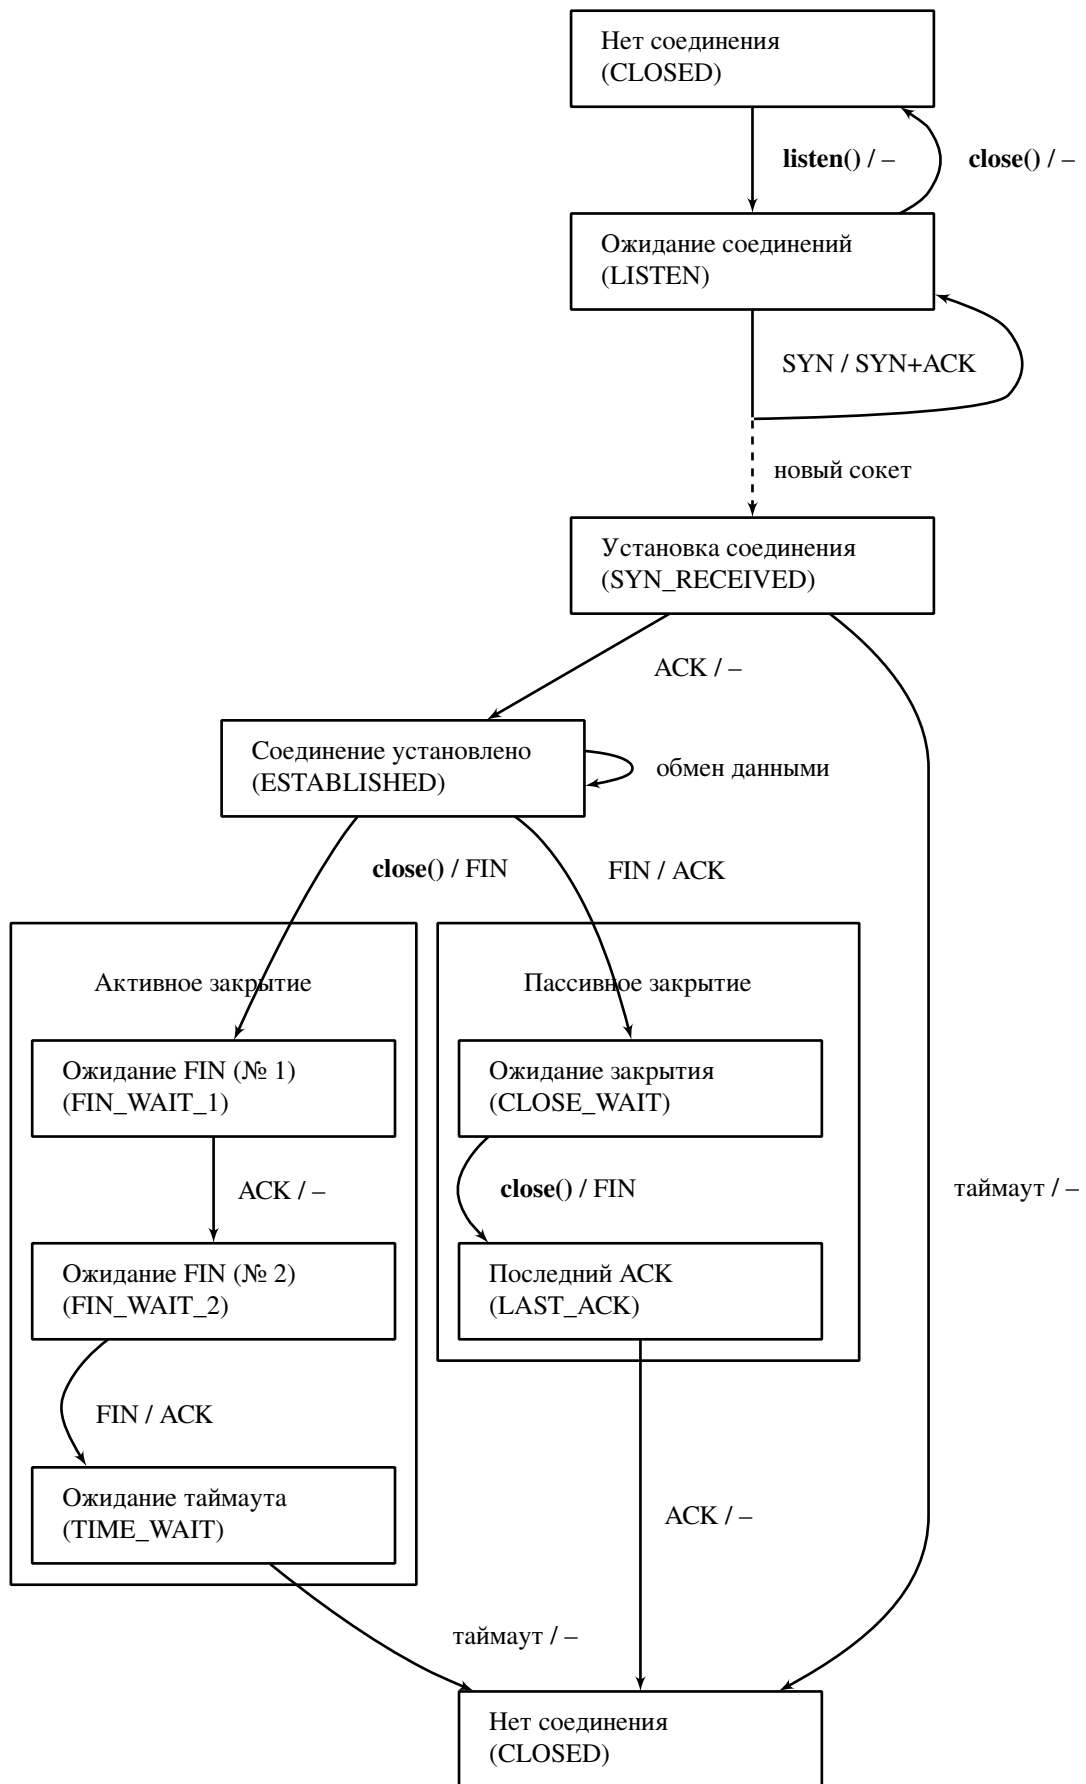 Нет соединения
(CLOSED)
listen() / –
close() / –
Ожидание соединений
(LISTEN)
SYN / SYN+ACK
новый сокет
Установка соединения
(SYN_RECEIVED)
ACK / –
Соединение установлено
(ESTABLISHED)
обмен данными
close() / FIN
FIN / ACK
Активное закрытие
Пассивное закрытие
Ожидание FIN (№ 1)
(FIN_WAIT_1)
Ожидание закрытия
(CLOSE_WAIT)
ACK / –
close() / FIN
таймаут / –
Ожидание FIN (№ 2)
(FIN_WAIT_2)
Последний ACK
(LAST_ACK)
FIN / ACK
Ожидание таймаута
(TIME_WAIT)
ACK / –
таймаут / –
Нет соединения
(CLOSED)